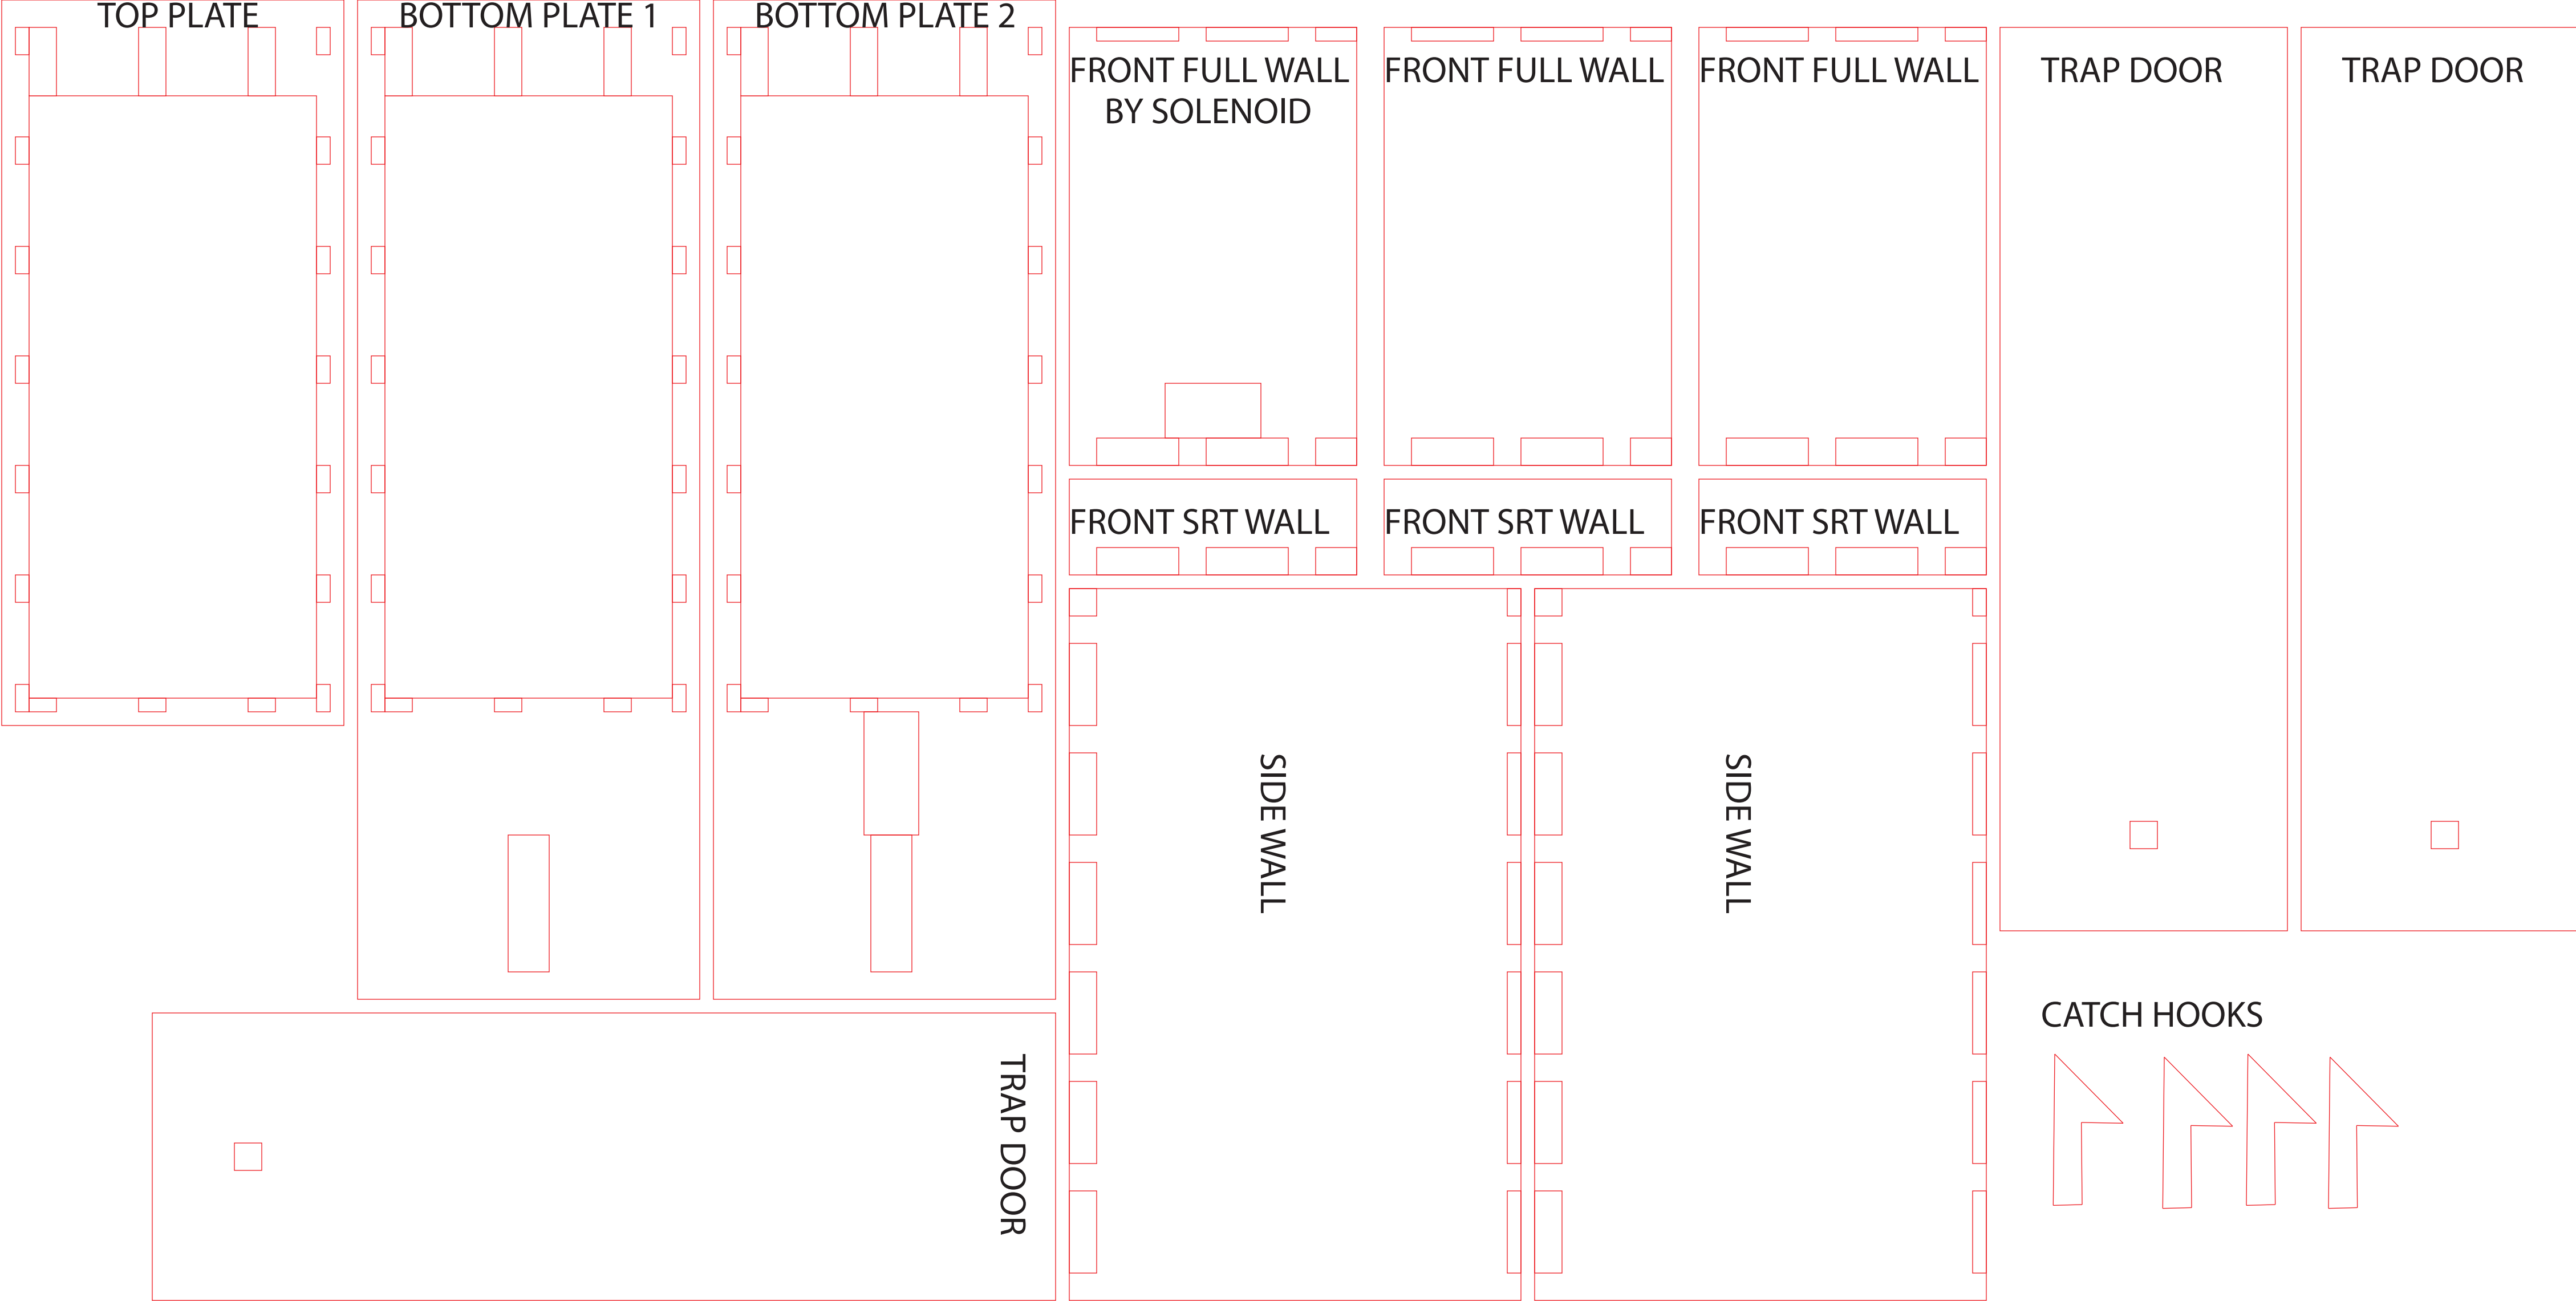 TOP PLATE
BOTTOM PLATE 1
BOTTOM PLATE 2
FRONT FULL WALL
BY SOLENOID
FRONT FULL WALL
FRONT FULL WALL
TRAP DOOR
TRAP DOOR
FRONT SRT WALL
FRONT SRT WALL
FRONT SRT WALL
SIDE WALL
SIDE WALL
CATCH HOOKS
TRAP DOOR